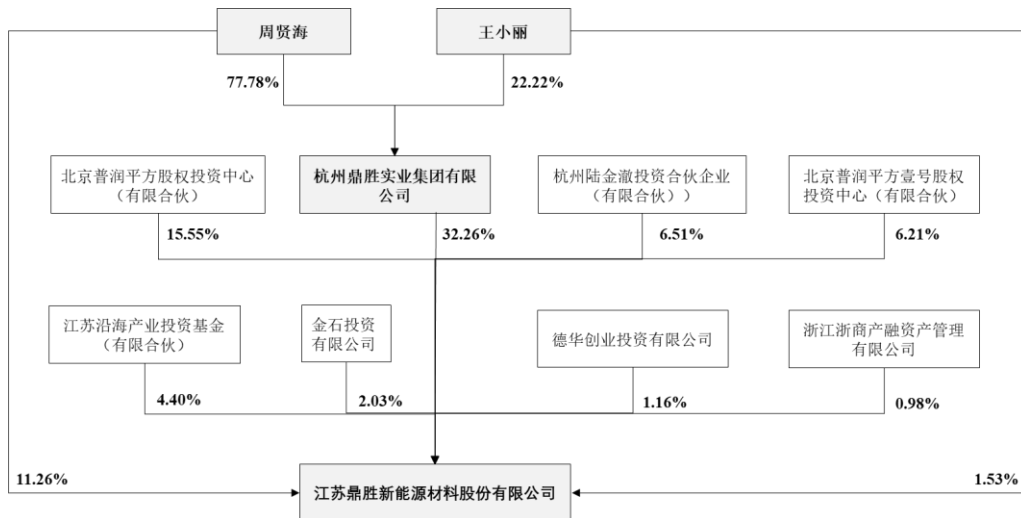 周贤海
王小丽
77.78%
22.22%
北京普润平方股权投资中心
（有限合伙）
杭州鼎胜实业集团有限
公司
杭州陆金澈投资合伙企业
（有限合伙））
北京普润平方壹号股权
投资中心（有限合伙）
15.55%
32.26%
6.51%
6.21%
江苏沿海产业投资基金
（有限合伙）
金石投资
有限公司
德华创业投资有限公司
浙江浙商产融资产管理
有限公司
4.40%
2.03%
1.16%
0.98%
11.26%
江苏鼎胜新能源材料股份有限公司
1.53%